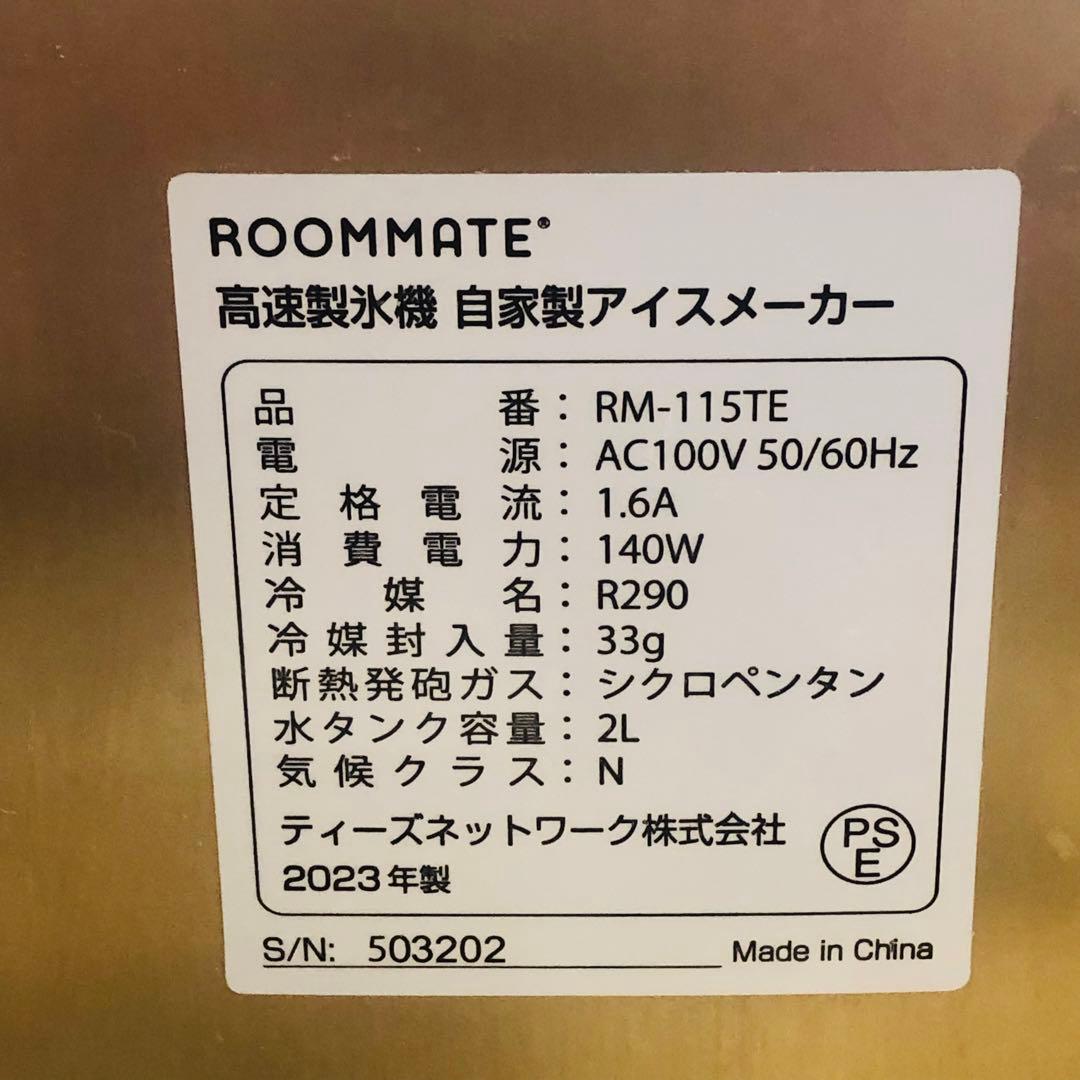 ROOMMATE®
高速製氷機 自家製アイスメーカー
品番：RM-115TE
電源：AC100V 50/60Hz
定格電流：1.6A
消費電力：140W
冷媒名：R290
冷媒封入量：33g
断熱発砲ガス：シクロペンタン
水タンク容量：2L
気候クラス：N
ティーズネットワーク株式会社
2023年製
PSE
S/N: 503202
Made in China